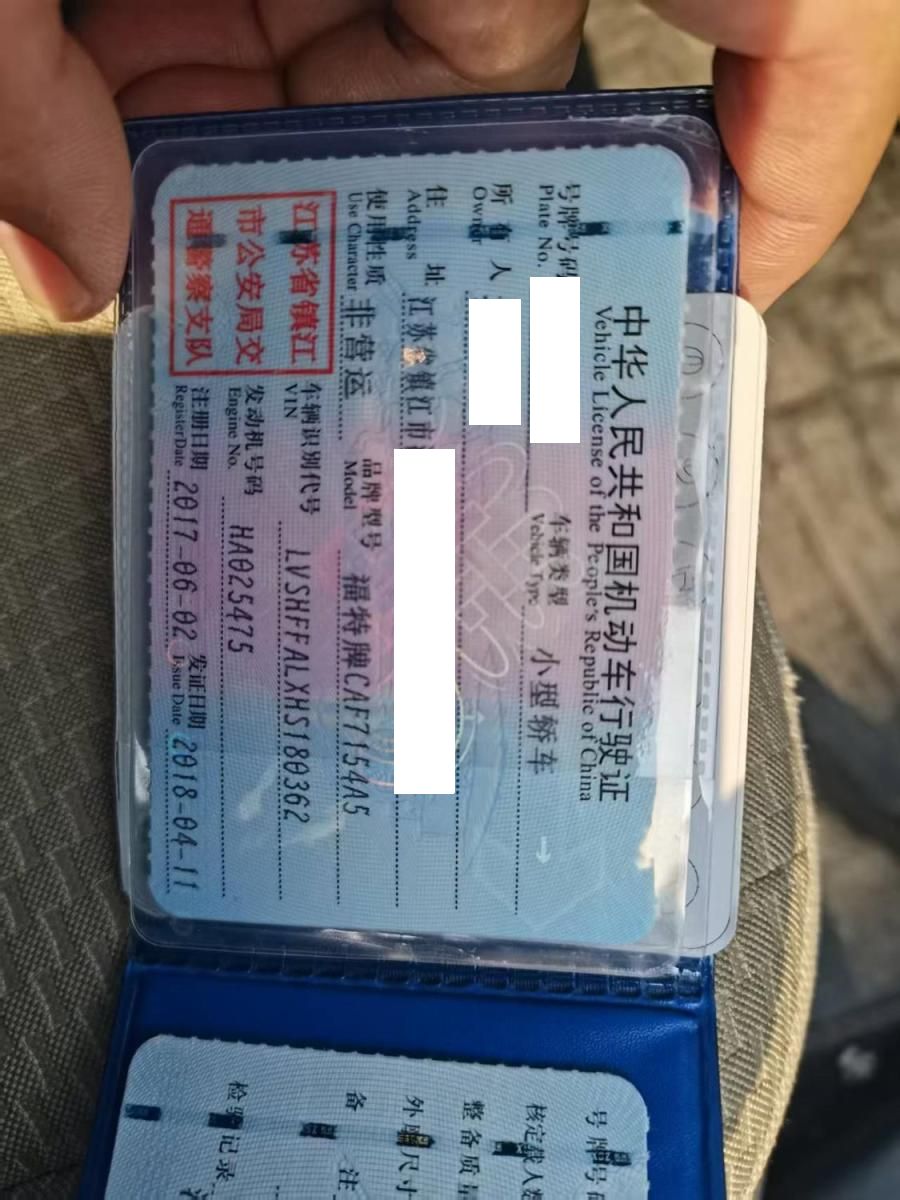 中华人民共和国机动车行驶证
Vehicle License of the People's Republic of China
号牌号码
Plate No.
车辆类型 小型轿车
Vehicle Type
所有人
Owner
住址 江苏省镇江市
Address
使用性质 非营运
Use Character
品牌型号 福特牌CAF7154A5
Model
江苏省镇江
市公安局交
通警察支队
车辆识别代号 LVSHFFALXHS180362
VIN
发动机号码 HA025475
Engine No.
注册日期 2017-06-02
Register Date
发证日期 2018-04-11
Issue Date
号牌号
核定载人数
整备质量
外廓尺寸
备注
检验记录